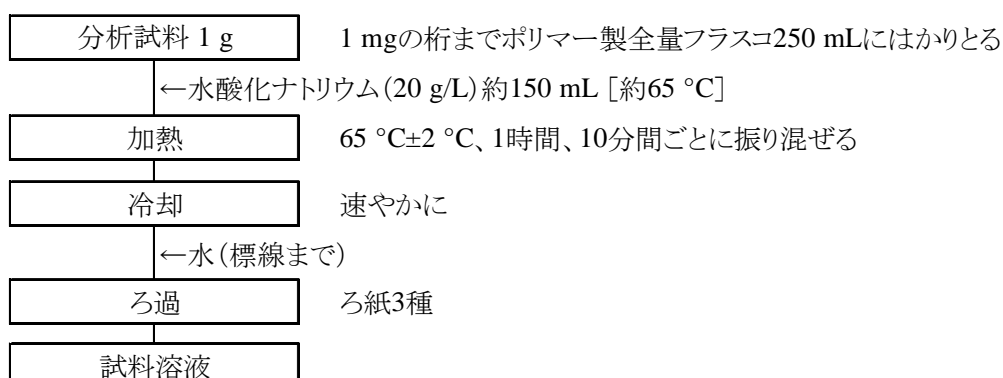 分析試料 1 g　1 mgの桁までポリマー製全量フラスコ250 mLにはかりとる
←水酸化ナトリウム(20 g/L)約150 mL [約65 °C]
加熱　65 °C±2 °C、1時間、10分間ごとに振り混ぜる
冷却　速やかに
←水(標線まで)
ろ過　ろ紙3種
試料溶液